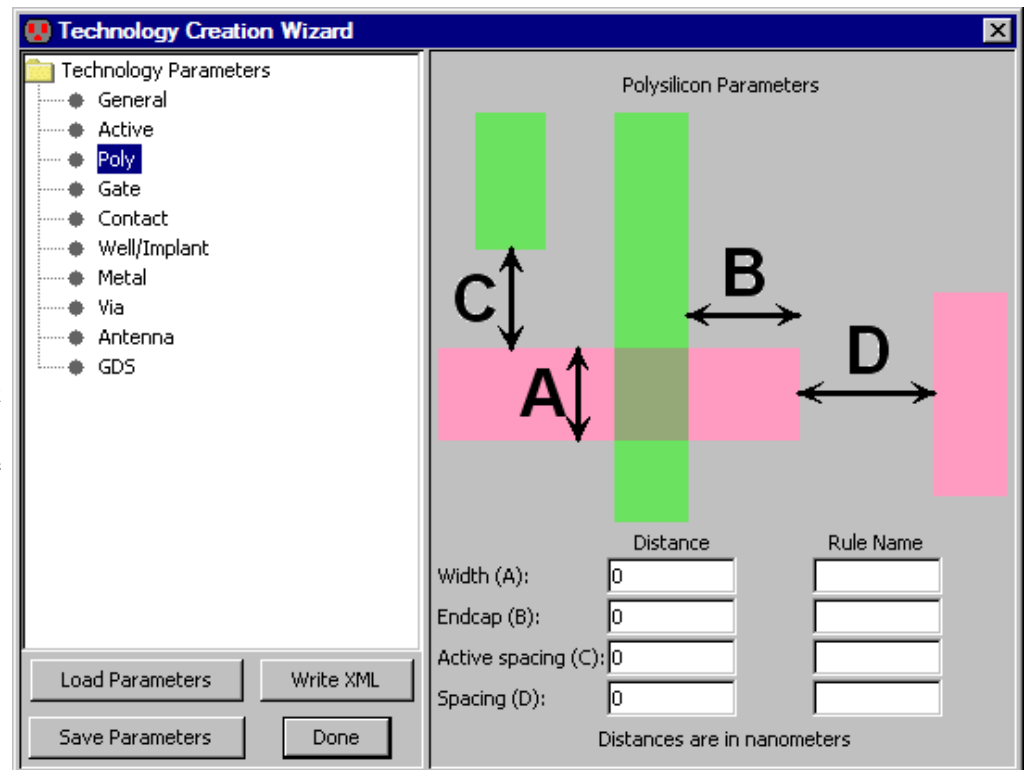 Technology Creation Wizard
Technology Parameters
General
Active
Poly
Gate
Contact
Well/Implant
Metal
Via
Antenna
GDS
Load Parameters
Write XML
Save Parameters
Done
Polysilicon Parameters
C
B
A
D
Distance Rule Name
Width (A): 0
Endcap (B): 0
Active spacing (C): 0
Spacing (D): 0
Distances are in nanometers